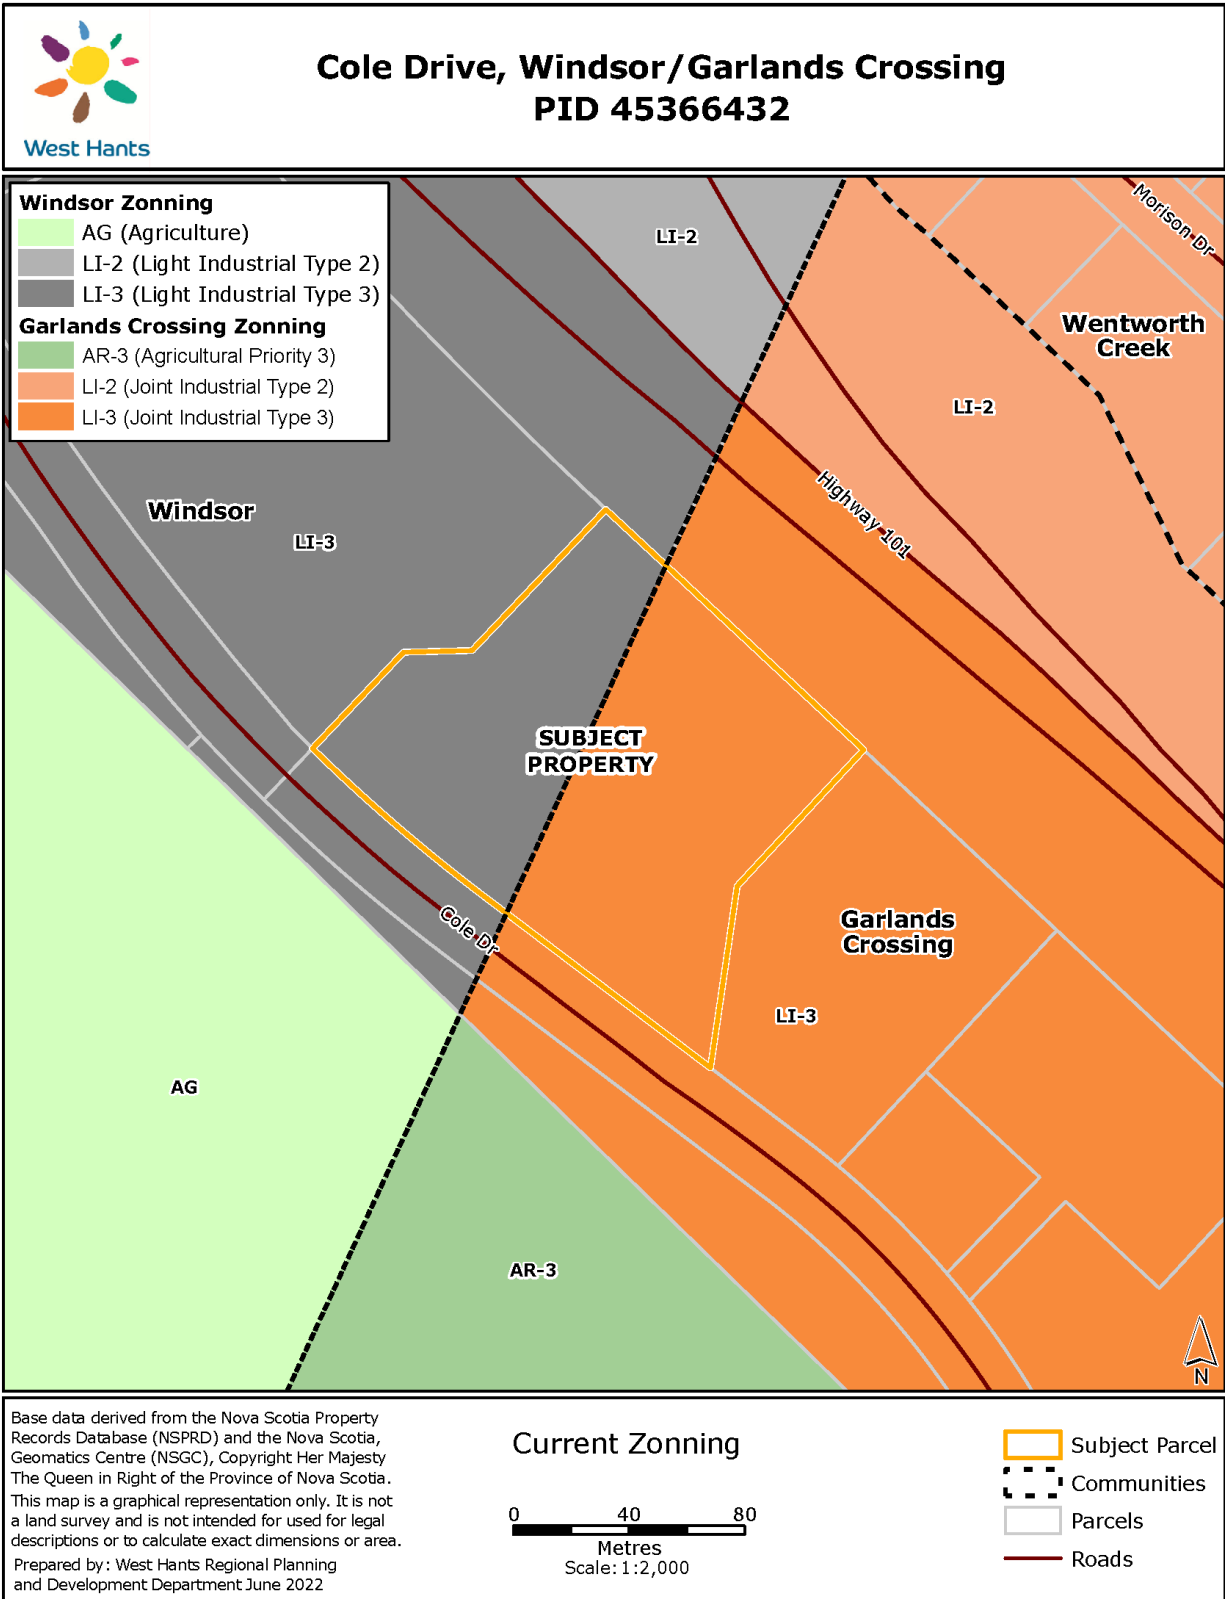 Cole Drive, Windsor/Garlands Crossing
PID 45366432
West Hants
Windsor Zonning
AG (Agriculture)
LI-2 (Light Industrial Type 2)
LI-3 (Light Industrial Type 3)
Garlands Crossing Zonning
AR-3 (Agricultural Priority 3)
LI-2 (Joint Industrial Type 2)
LI-3 (Joint Industrial Type 3)
LI-2
Morison Dr
Wentworth
Creek
LI-2
Highway 101
Windsor
LI-3
SUBJECT
PROPERTY
Cole Dr
Garlands
Crossing
LI-3
AG
AR-3
N
Base data derived from the Nova Scotia Property
Records Database (NSPRD) and the Nova Scotia,
Geomatics Centre (NSGC), Copyright Her Majesty
The Queen in Right of the Province of Nova Scotia.
This map is a graphical representation only. It is not
a land survey and is not intended for used for legal
descriptions or to calculate exact dimensions or area.
Prepared by: West Hants Regional Planning
and Development Department June 2022
Current Zonning
0 40 80
Metres
Scale: 1:2,000
Subject Parcel
Communities
Parcels
Roads